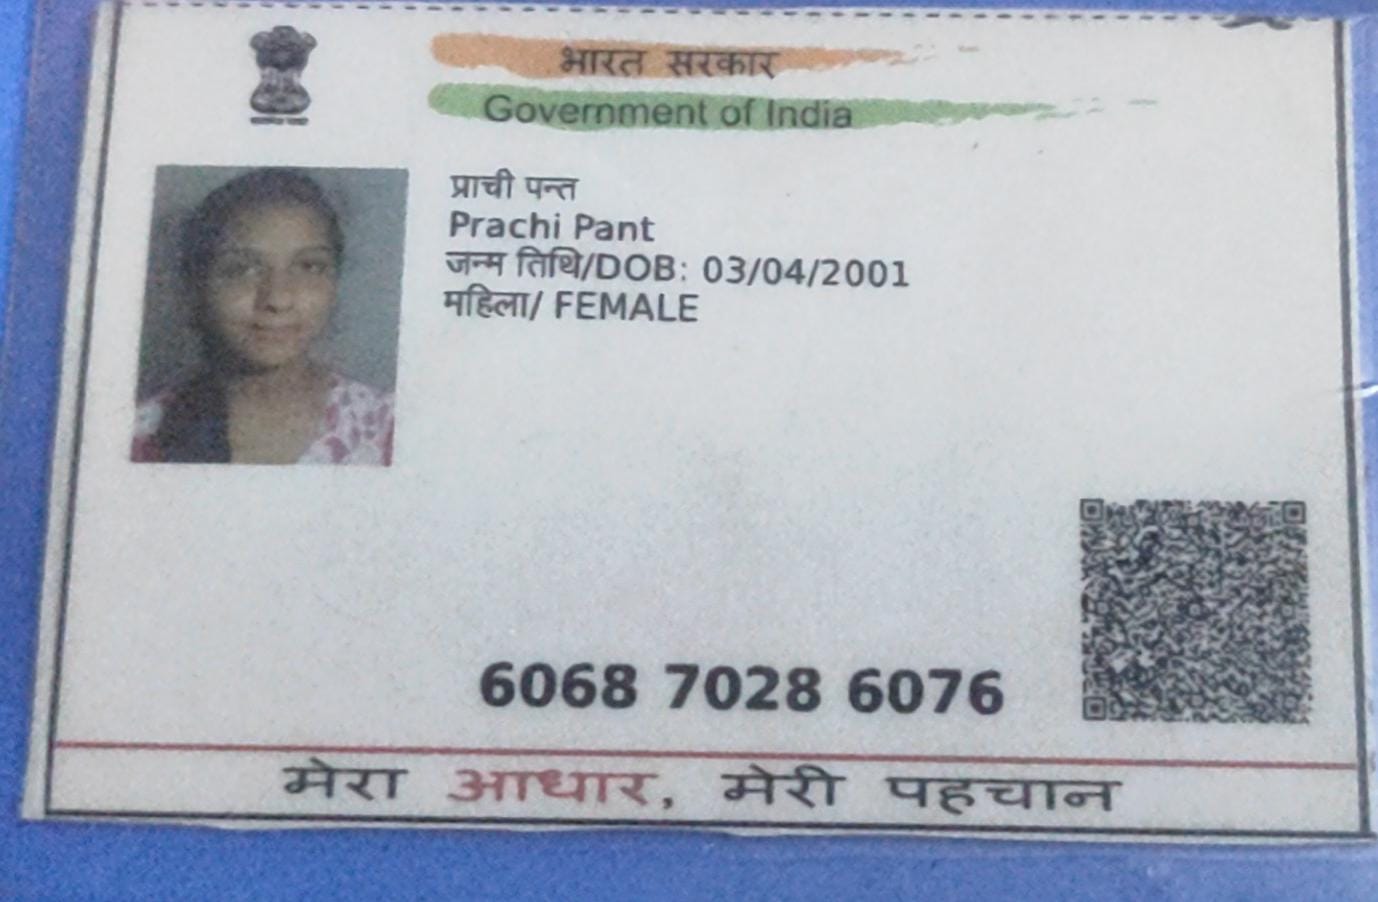 भारत सरकार
Government of India
प्राची पन्त
Prachi Pant
जन्म तिथि/DOB: 03/04/2001
महिला/ FEMALE
6068 7028 6076
मेरा आधार, मेरी पहचान